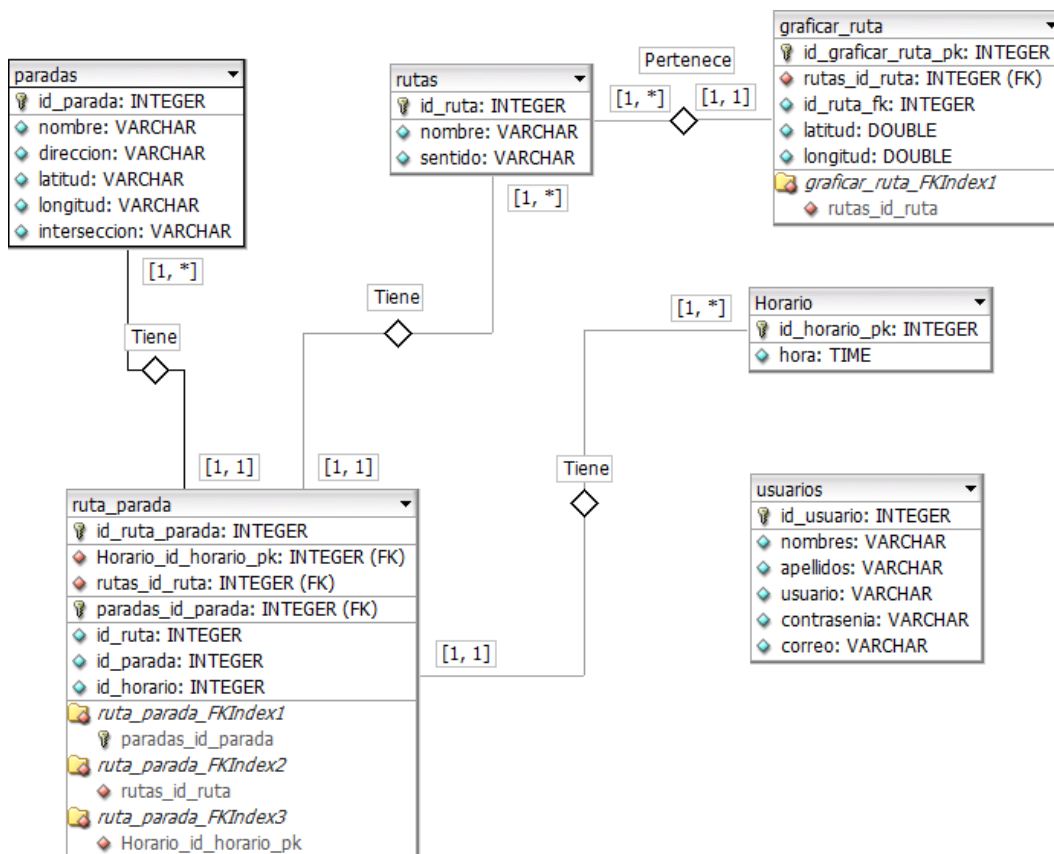 paradas
id_parada: INTEGER
nombre: VARCHAR
direccion: VARCHAR
latitud: VARCHAR
longitud: VARCHAR
interseccion: VARCHAR
[1, *]
Tiene
[1, 1]
rutas
id_ruta: INTEGER
nombre: VARCHAR
sentido: VARCHAR
[1, *]
Tiene
[1, 1]
Pertenece
[1, *]
[1, 1]
graficar_ruta
id_graficar_ruta_pk: INTEGER
rutas_id_ruta: INTEGER (FK)
id_ruta_fk: INTEGER
latitud: DOUBLE
longitud: DOUBLE
graficar_ruta_FKIndex1
rutas_id_ruta
[1, *]
Horario
id_horario_pk: INTEGER
hora: TIME
Tiene
[1, 1]
ruta_parada
id_ruta_parada: INTEGER
Horario_id_horario_pk: INTEGER (FK)
rutas_id_ruta: INTEGER (FK)
paradas_id_parada: INTEGER (FK)
id_ruta: INTEGER
id_parada: INTEGER
id_horario: INTEGER
ruta_parada_FKIndex1
paradas_id_parada
ruta_parada_FKIndex2
rutas_id_ruta
ruta_parada_FKIndex3
Horario_id_horario_pk
usuarios
id_usuario: INTEGER
nombres: VARCHAR
apellidos: VARCHAR
usuario: VARCHAR
contrasenia: VARCHAR
correo: VARCHAR